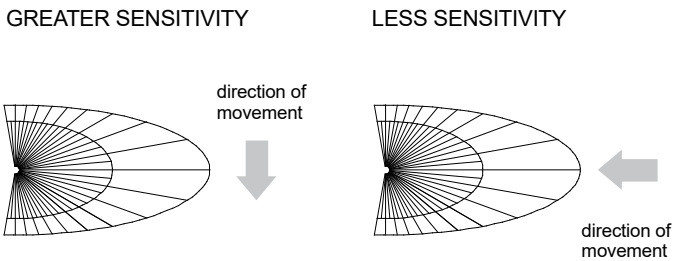 GREATER SENSITIVITY
LESS SENSITIVITY
direction of
movement
direction of
movement